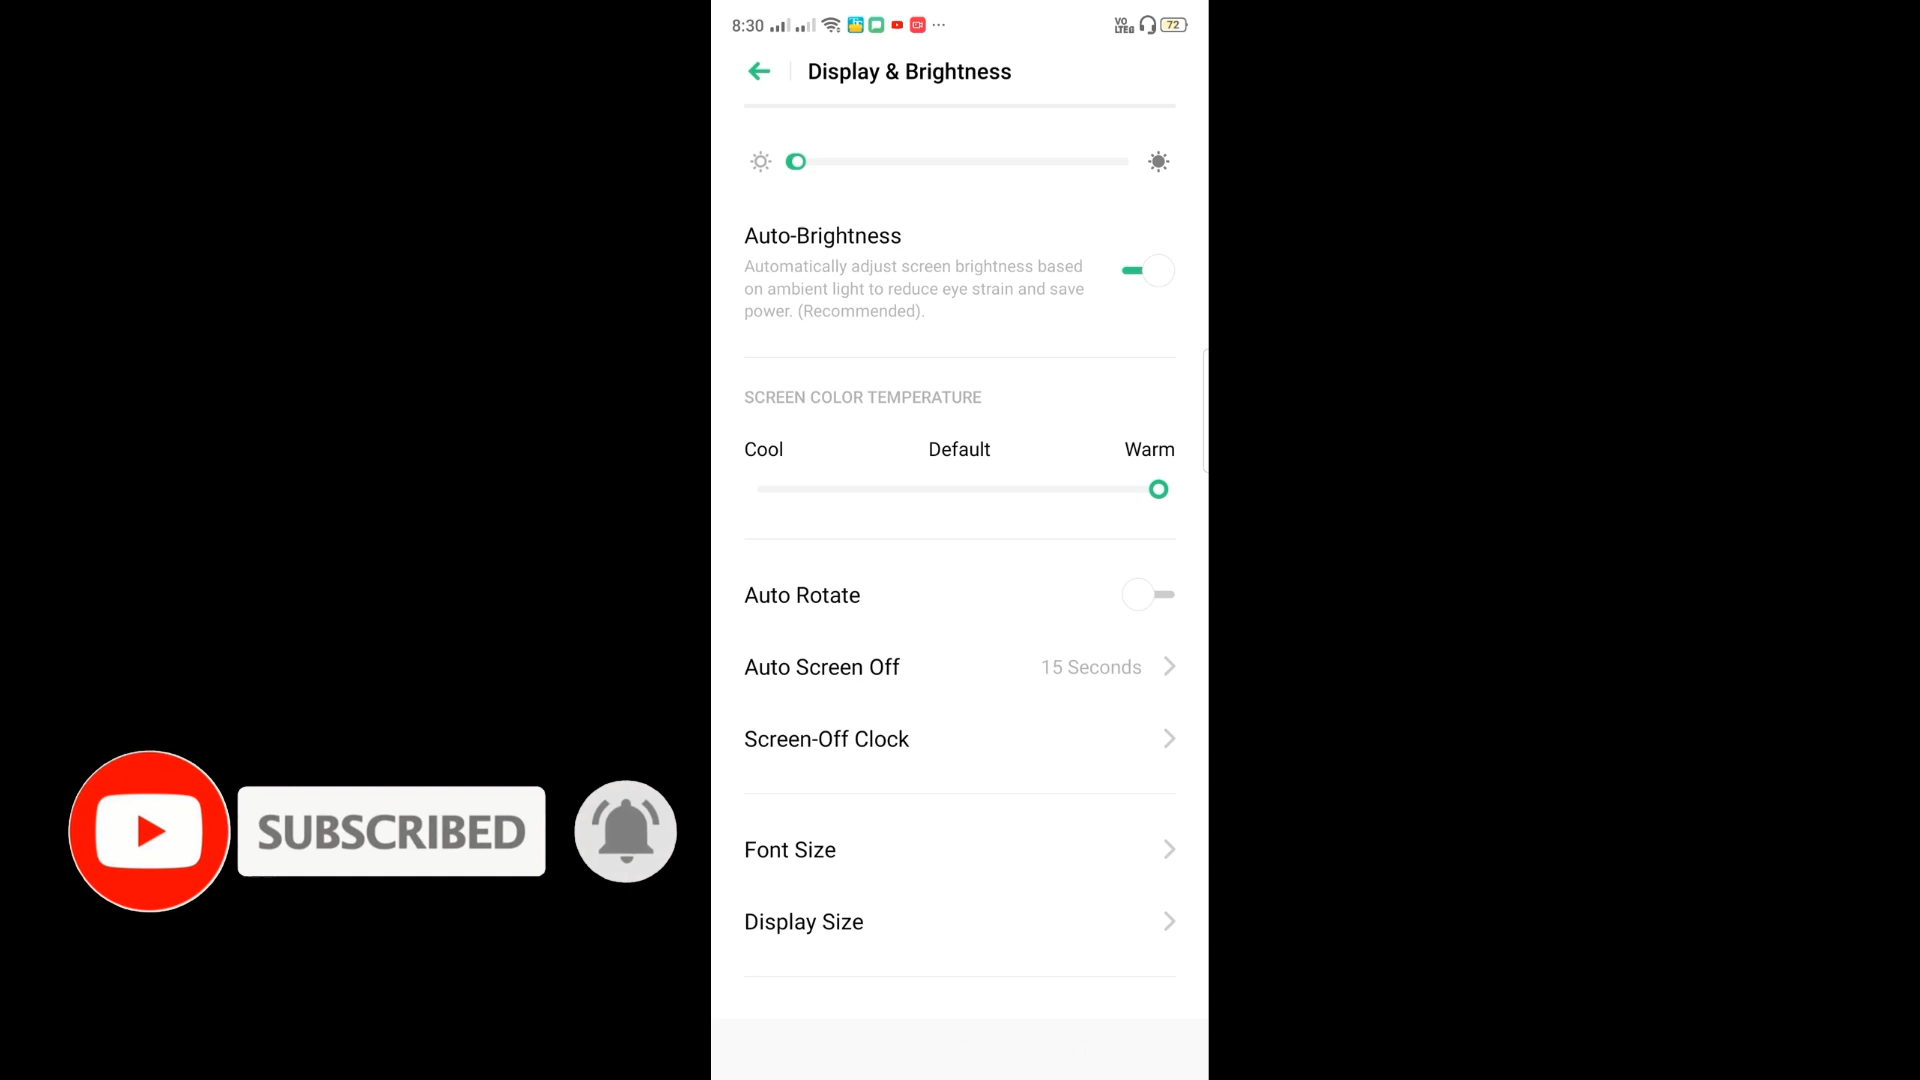 8:30
VO LTE 72
Display & Brightness
Auto-Brightness
Automatically adjust screen brightness based
on ambient light to reduce eye strain and save
power. (Recommended).
SCREEN COLOR TEMPERATURE
Cool Default Warm
Auto Rotate
Auto Screen Off 15 Seconds
Screen-Off Clock
SUBSCRIBED
Font Size
Display Size